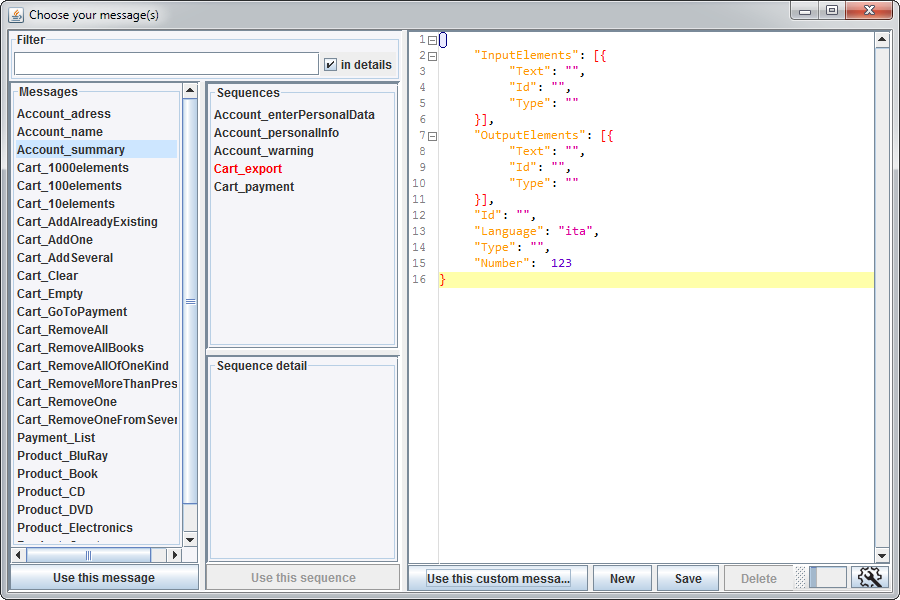 Choose your message(s)
Filter
in details
Messages
Account_adress
Account_name
Account_summary
Cart_1000elements
Cart_100elements
Cart_10elements
Cart_AddAlreadyExisting
Cart_AddOne
Cart_AddSeveral
Cart_Clear
Cart_Empty
Cart_GoToPayment
Cart_RemoveAll
Cart_RemoveAllBooks
Cart_RemoveAllOfOneKind
Cart_RemoveMoreThanPres
Cart_RemoveOne
Cart_RemoveOneFromSever
Payment_List
Product_BluRay
Product_Book
Product_CD
Product_DVD
Product_Electronics
Use this message
Sequences
Account_enterPersonalData
Account_personalInfo
Account_warning
Cart_export
Cart_payment
Sequence detail
Use this sequence
1 {
2 "InputElements": [{
3 "Text": "",
4 "Id": "",
5 "Type": ""
6 }],
7 "OutputElements": [{
8 "Text": "",
9 "Id": "",
10 "Type": ""
11 }],
12 "Id": "",
13 "Language": "ita",
14 "Type": "",
15 "Number": 123
16 }
Use this custom messa...
New
Save
Delete